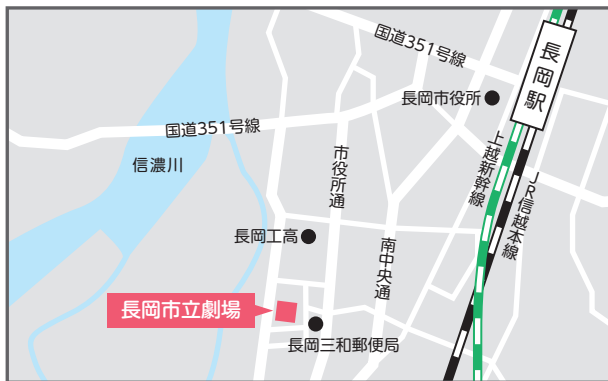 国道351号線
長岡駅
長岡市役所
国道351号線
信濃川
市役所通
上越新幹線
JR信越本線
長岡工高
南中央通
長岡市立劇場
長岡三和郵便局